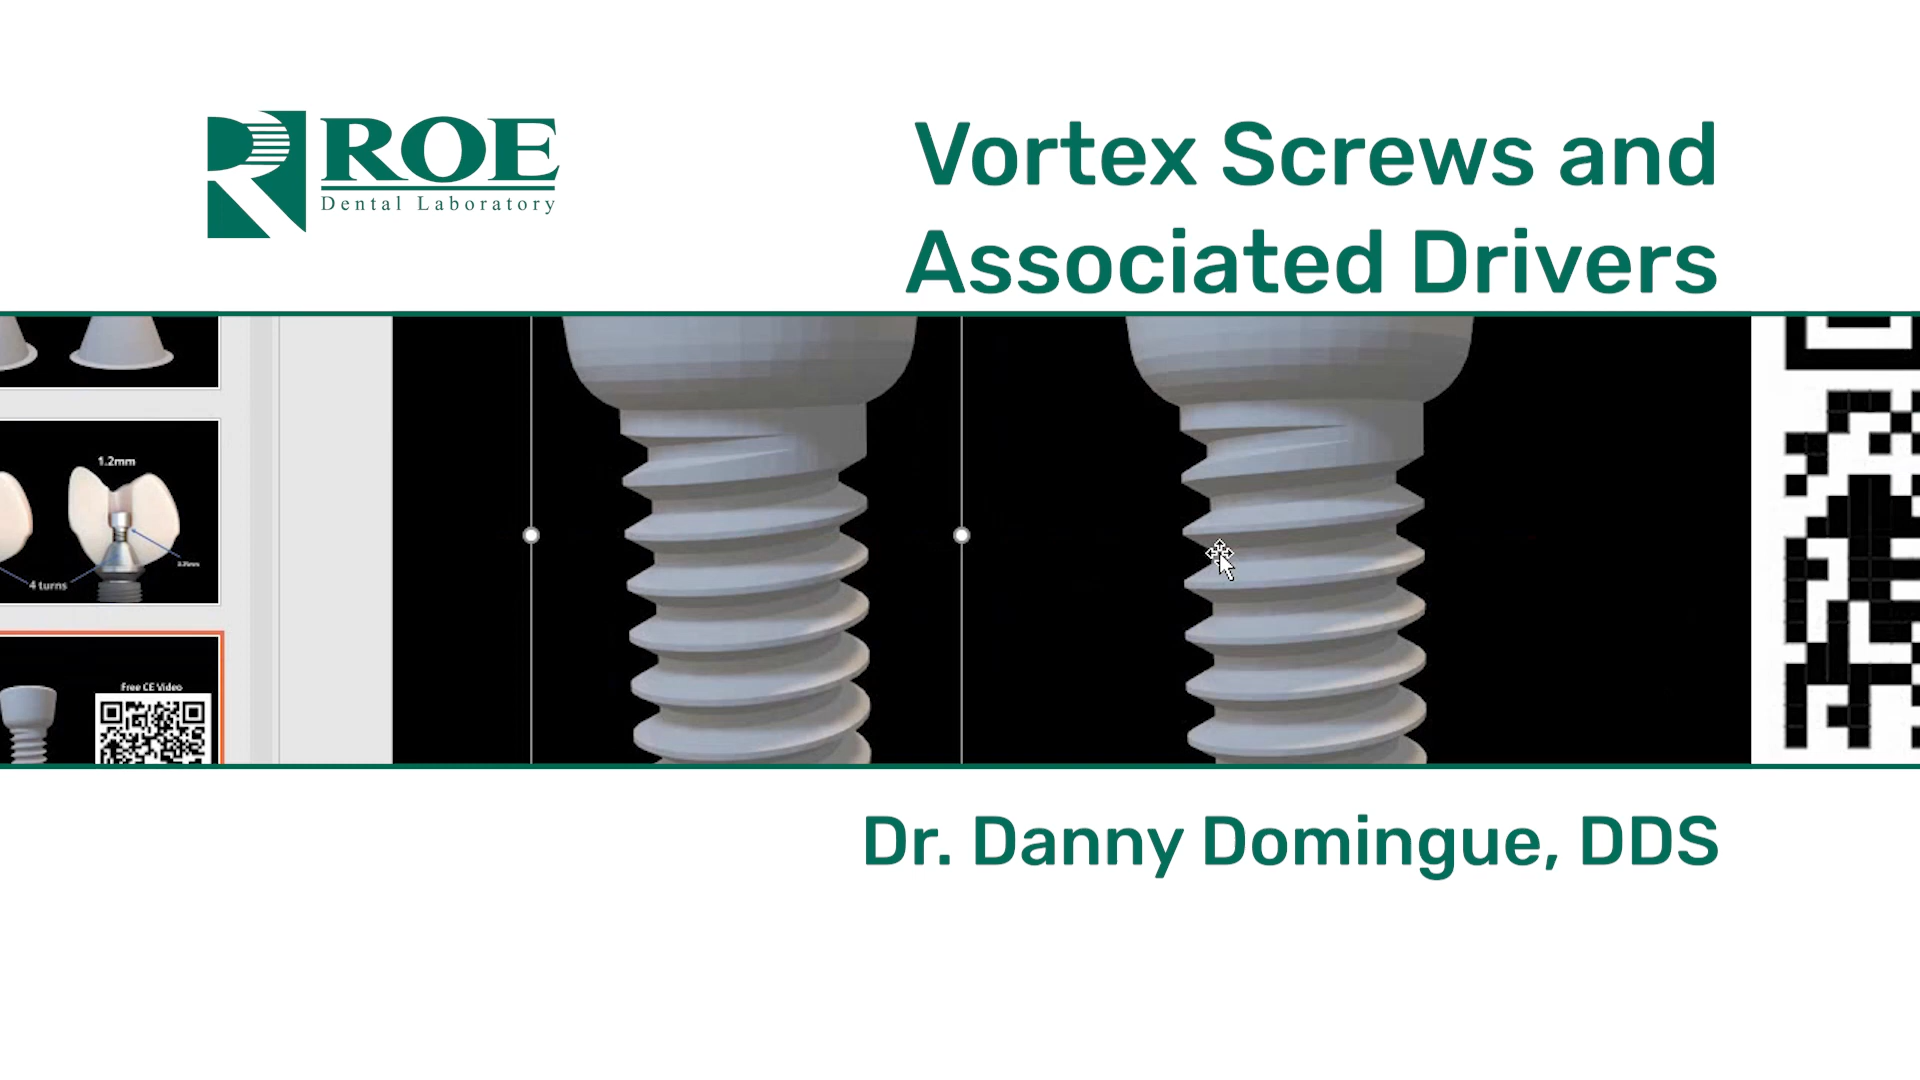 ROE
Dental Laboratory
Vortex Screws and
Associated Drivers
1.2mm
4 turns
Free CE Video
Dr. Danny Domingue, DDS